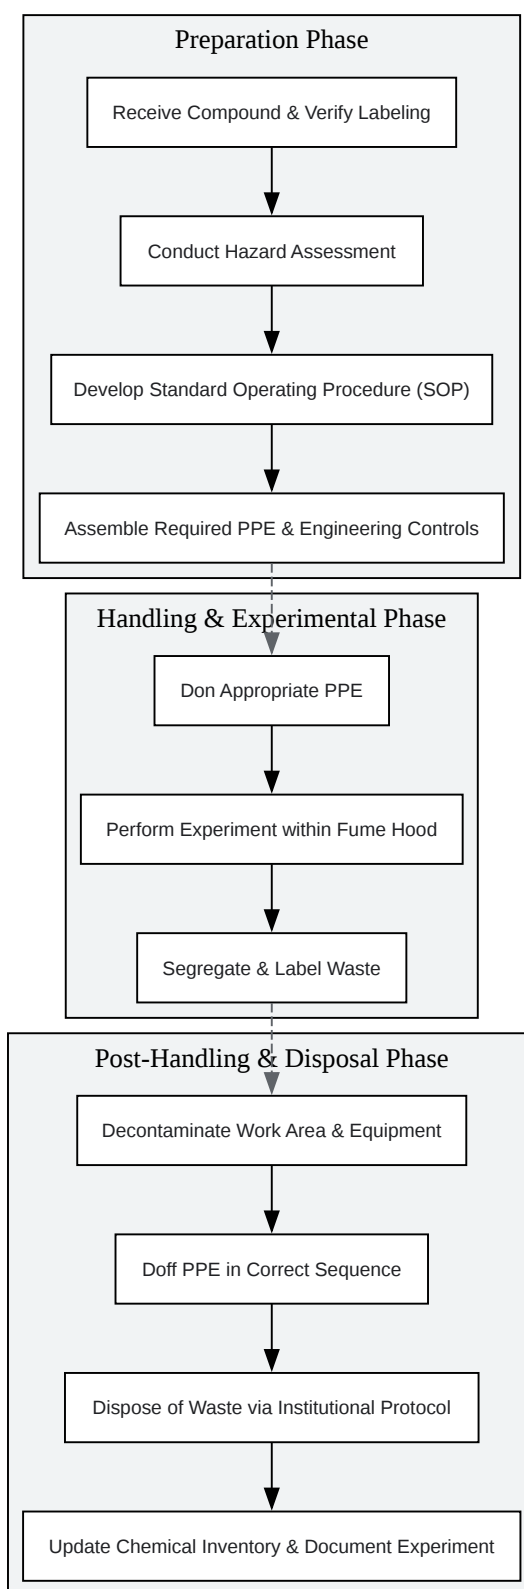 Preparation Phase
Receive Compound & Verify Labeling
Conduct Hazard Assessment
Develop Standard Operating Procedure (SOP)
Assemble Required PPE & Engineering Controls
Handling & Experimental Phase
Don Appropriate PPE
Perform Experiment within Fume Hood
Segregate & Label Waste
Post-Handling & Disposal Phase
Decontaminate Work Area & Equipment
Doff PPE in Correct Sequence
Dispose of Waste via Institutional Protocol
Update Chemical Inventory & Document Experiment